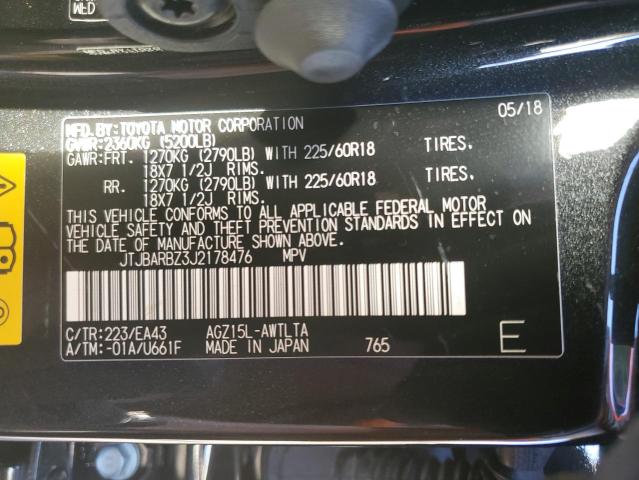 WED
MFD.BY:TOYOTA MOTOR CORPORATION 05/18
GVWR:2360KG (5200LB)
GAWR:FRT. 1270KG (2790LB) WITH 225/60R18 TIRES.
18X7 1/2J RIMS.
RR. 1270KG (2790LB) WITH 225/60R18 TIRES.
18X7 1/2J RIMS.
THIS VEHICLE CONFORMS TO ALL APPLICABLE FEDERAL MOTOR
VEHICLE SAFETY AND THEFT PREVENTION STANDARDS IN EFFECT ON
THE DATE OF MANUFACTURE SHOWN ABOVE.
JTJBARBZ3J2178476 MPV
C/TR:223/EA43 AGZ15L-AWTLTA
A/TM:-01A/U661F MADE IN JAPAN 765 E